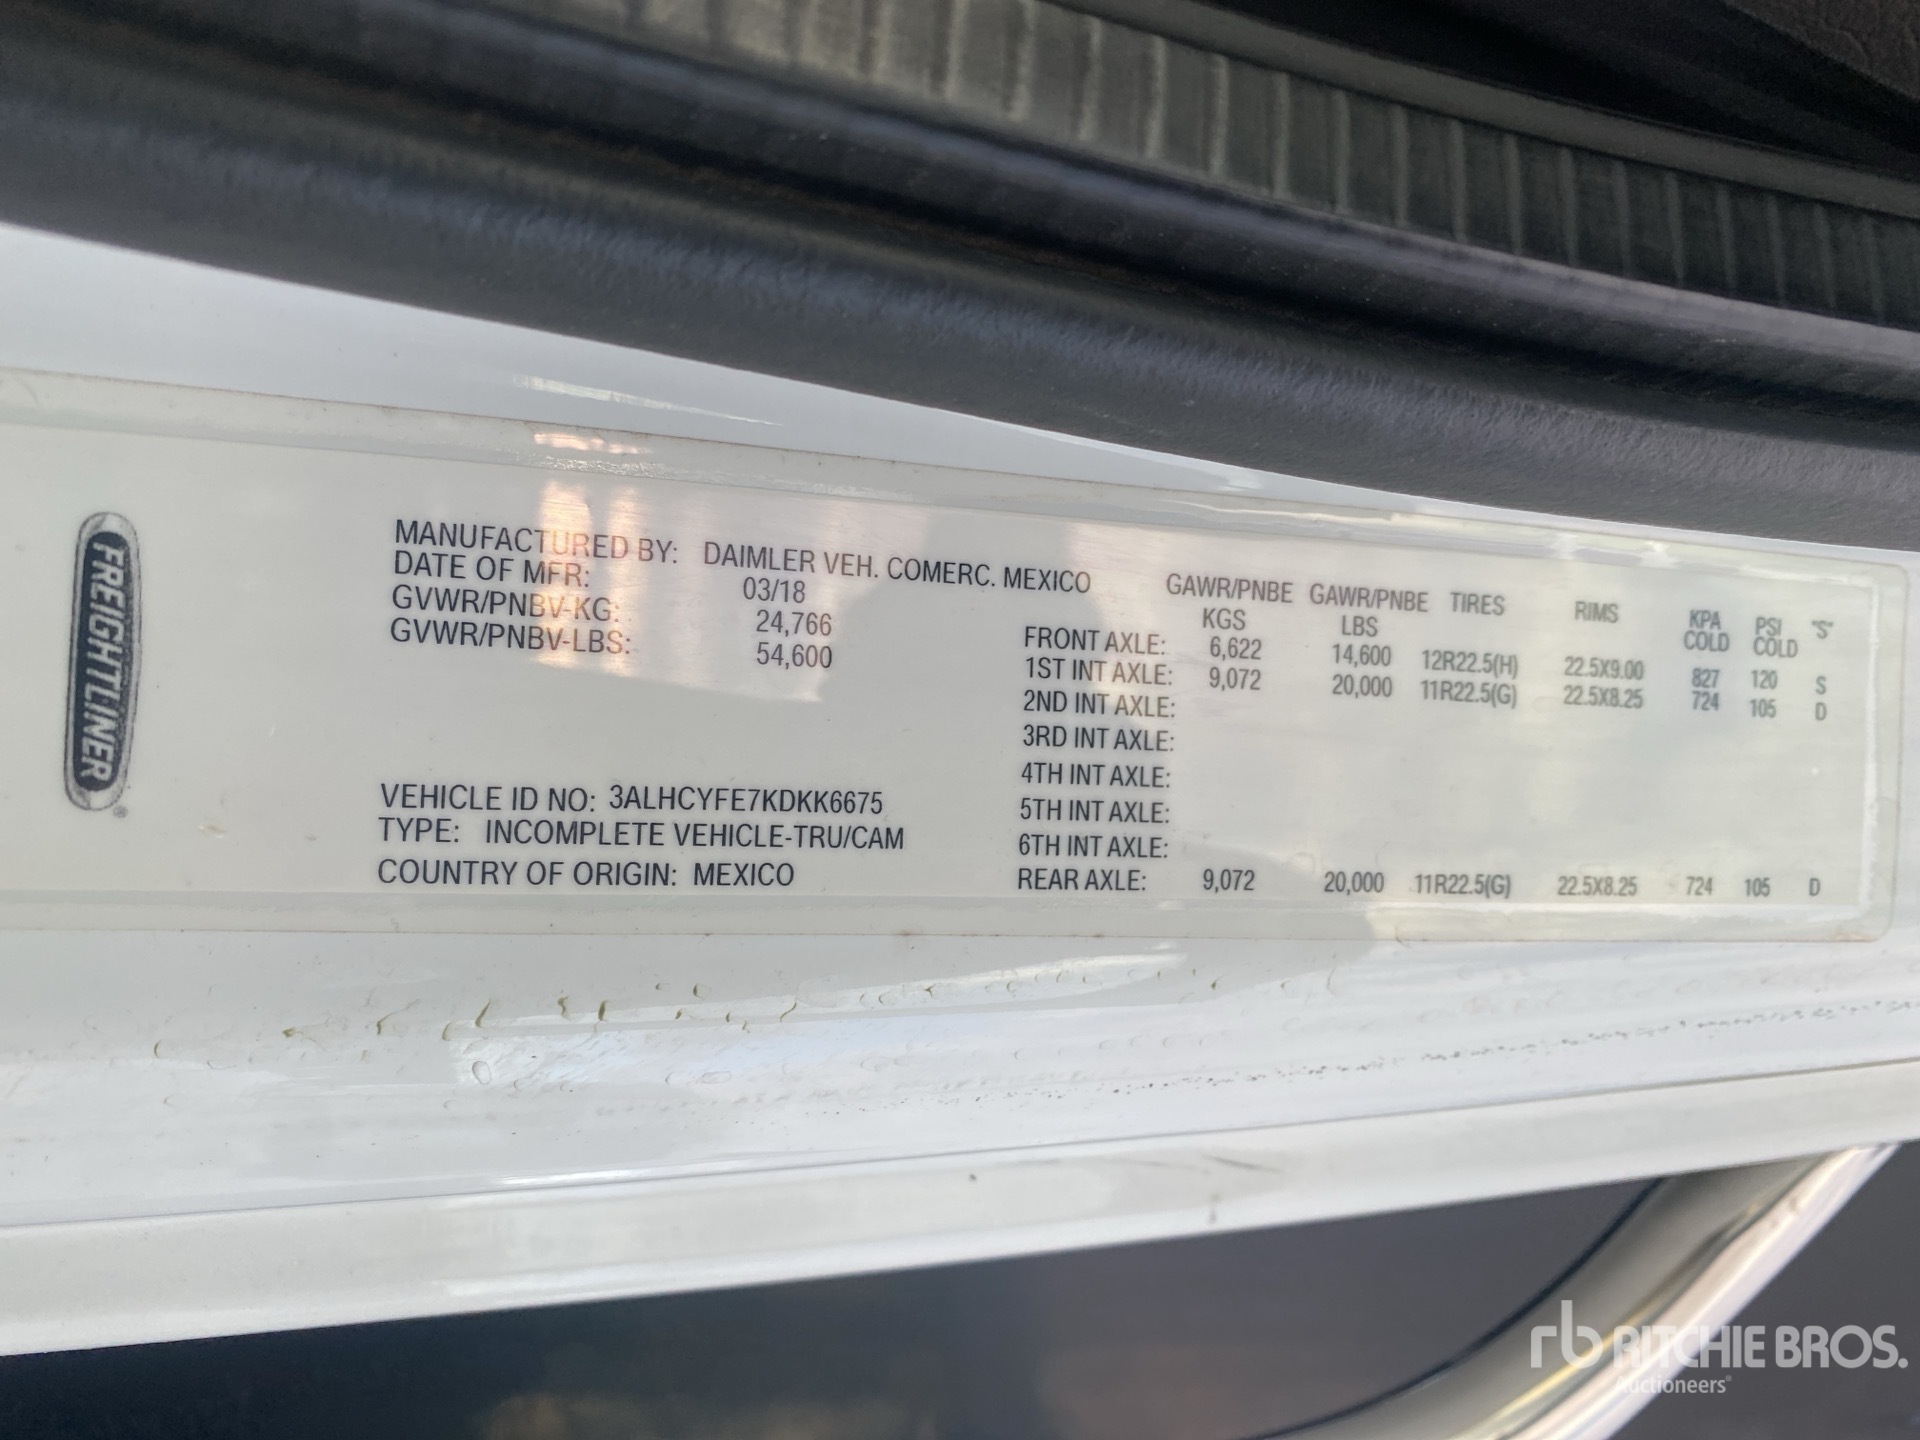 FREIGHTLINER®
MANUFACTURED BY: DAIMLER VEH. COMERC. MEXICO
DATE OF MFR: 03/18
GVWR/PNBV-KG: 24,766
GVWR/PNBV-LBS: 54,600
VEHICLE ID NO: 3ALHCYFE7KDKK6675
TYPE: INCOMPLETE VEHICLE-TRU/CAM
COUNTRY OF ORIGIN: MEXICO
GAWR/PNBE GAWR/PNBE TIRES RIMS KPA PSI "S"
KGS LBS COLD COLD
FRONT AXLE: 6,622 14,600 12R22.5(H) 22.5X9.00 827 120 S
1ST INT AXLE: 9,072 20,000 11R22.5(G) 22.5X8.25 724 105 D
2ND INT AXLE:
3RD INT AXLE:
4TH INT AXLE:
5TH INT AXLE:
6TH INT AXLE:
REAR AXLE: 9,072 20,000 11R22.5(G) 22.5X8.25 724 105 D
rb RITCHIE BROS.
Auctioneers®